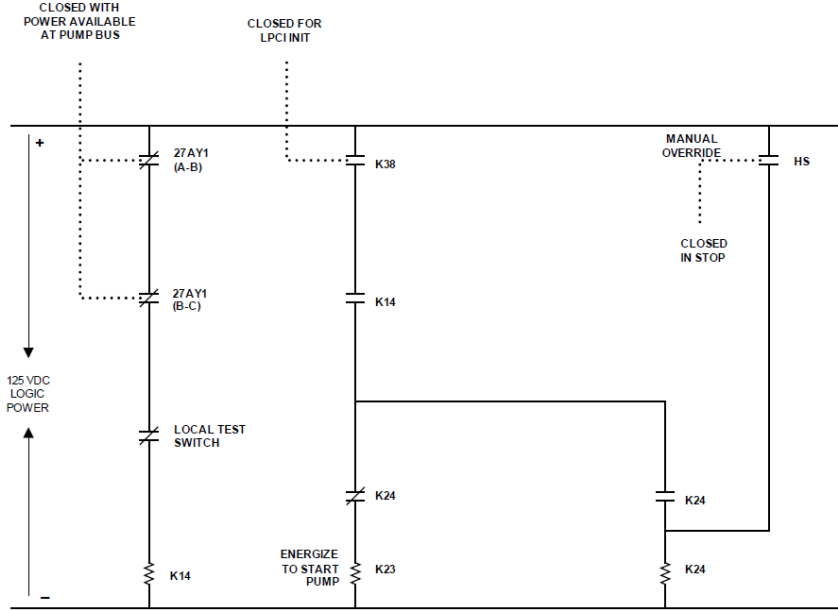 CLOSED WITH
POWER AVAILABLE
AT PUMP BUS
CLOSED FOR
LPCI INIT
+
27AY1
(A-B)
K38
MANUAL
OVERRIDE
HS
CLOSED
IN STOP
27AY1
(B-C)
K14
125 VDC
LOGIC
POWER
LOCAL TEST
SWITCH
K24
K24
ENERGIZE
TO START
PUMP
K14
K23
K24
–